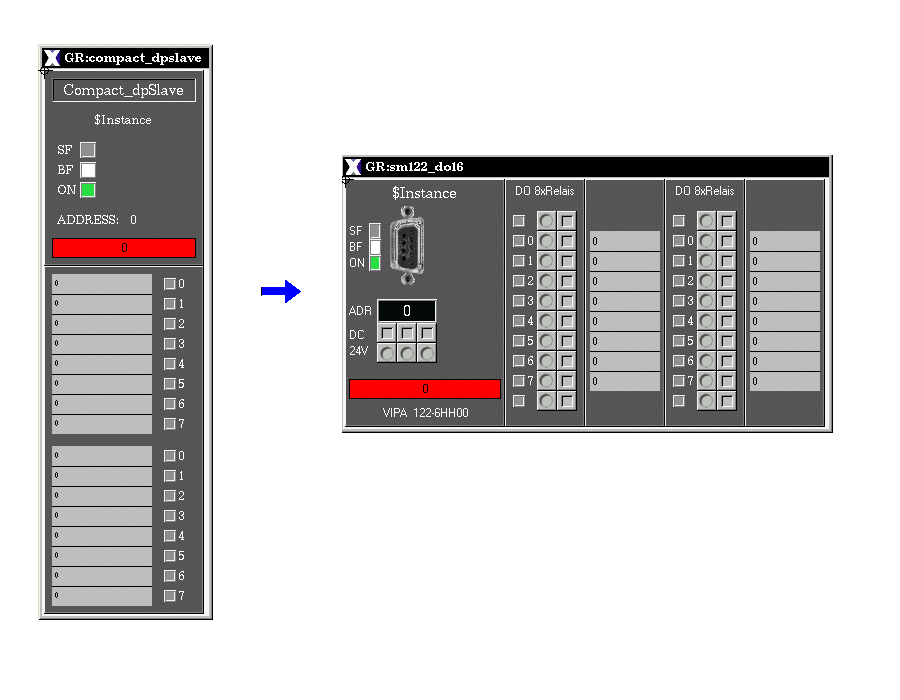 GR:compact_dpslave
Compact_dpSlave
$Instance
SF
BF
ON
ADDRESS: 0
0
0 0
0 1
0 2
0 3
0 4
0 5
0 6
0 7
0 0
0 1
0 2
0 3
0 4
0 5
0 6
0 7
GR:sm122_do16
$Instance
SF
BF
ON
ADR 0
DC
24V
0
VIPA 122-6HH00
DO 8xRelais
0 0
1 0
2 0
3 0
4 0
5 0
6 0
7 0
DO 8xRelais
0 0
1 0
2 0
3 0
4 0
5 0
6 0
7 0